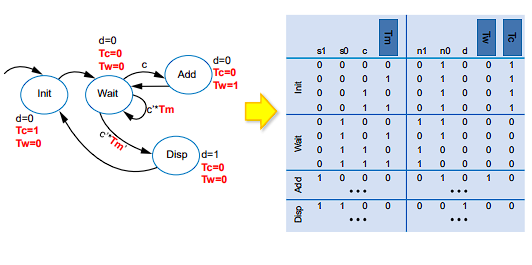 d=0
Tc=0
Tw=0
c
Add
d=0
Tc=0
Tw=1
Init
Wait
c'*Tm
d=0
Tc=1
Tw=0
c'*Tm'
Disp
d=1
Tc=0
Tw=0
s1 s0 c Tm n1 n0 d Tw Tc
Init
0 0 0 0 0 1 0 0 1
0 0 0 1 0 1 0 0 1
0 0 1 0 0 1 0 0 1
0 0 1 1 0 1 0 0 1
Wait
0 1 0 0 1 1 0 0 0
0 1 0 1 0 1 0 0 0
0 1 1 0 1 0 0 0 0
0 1 1 1 1 0 0 0 0
Add
1 0 0 0 0 1 0 1 0
••• •••
Disp
1 1 0 0 0 0 1 0 0
••• •••